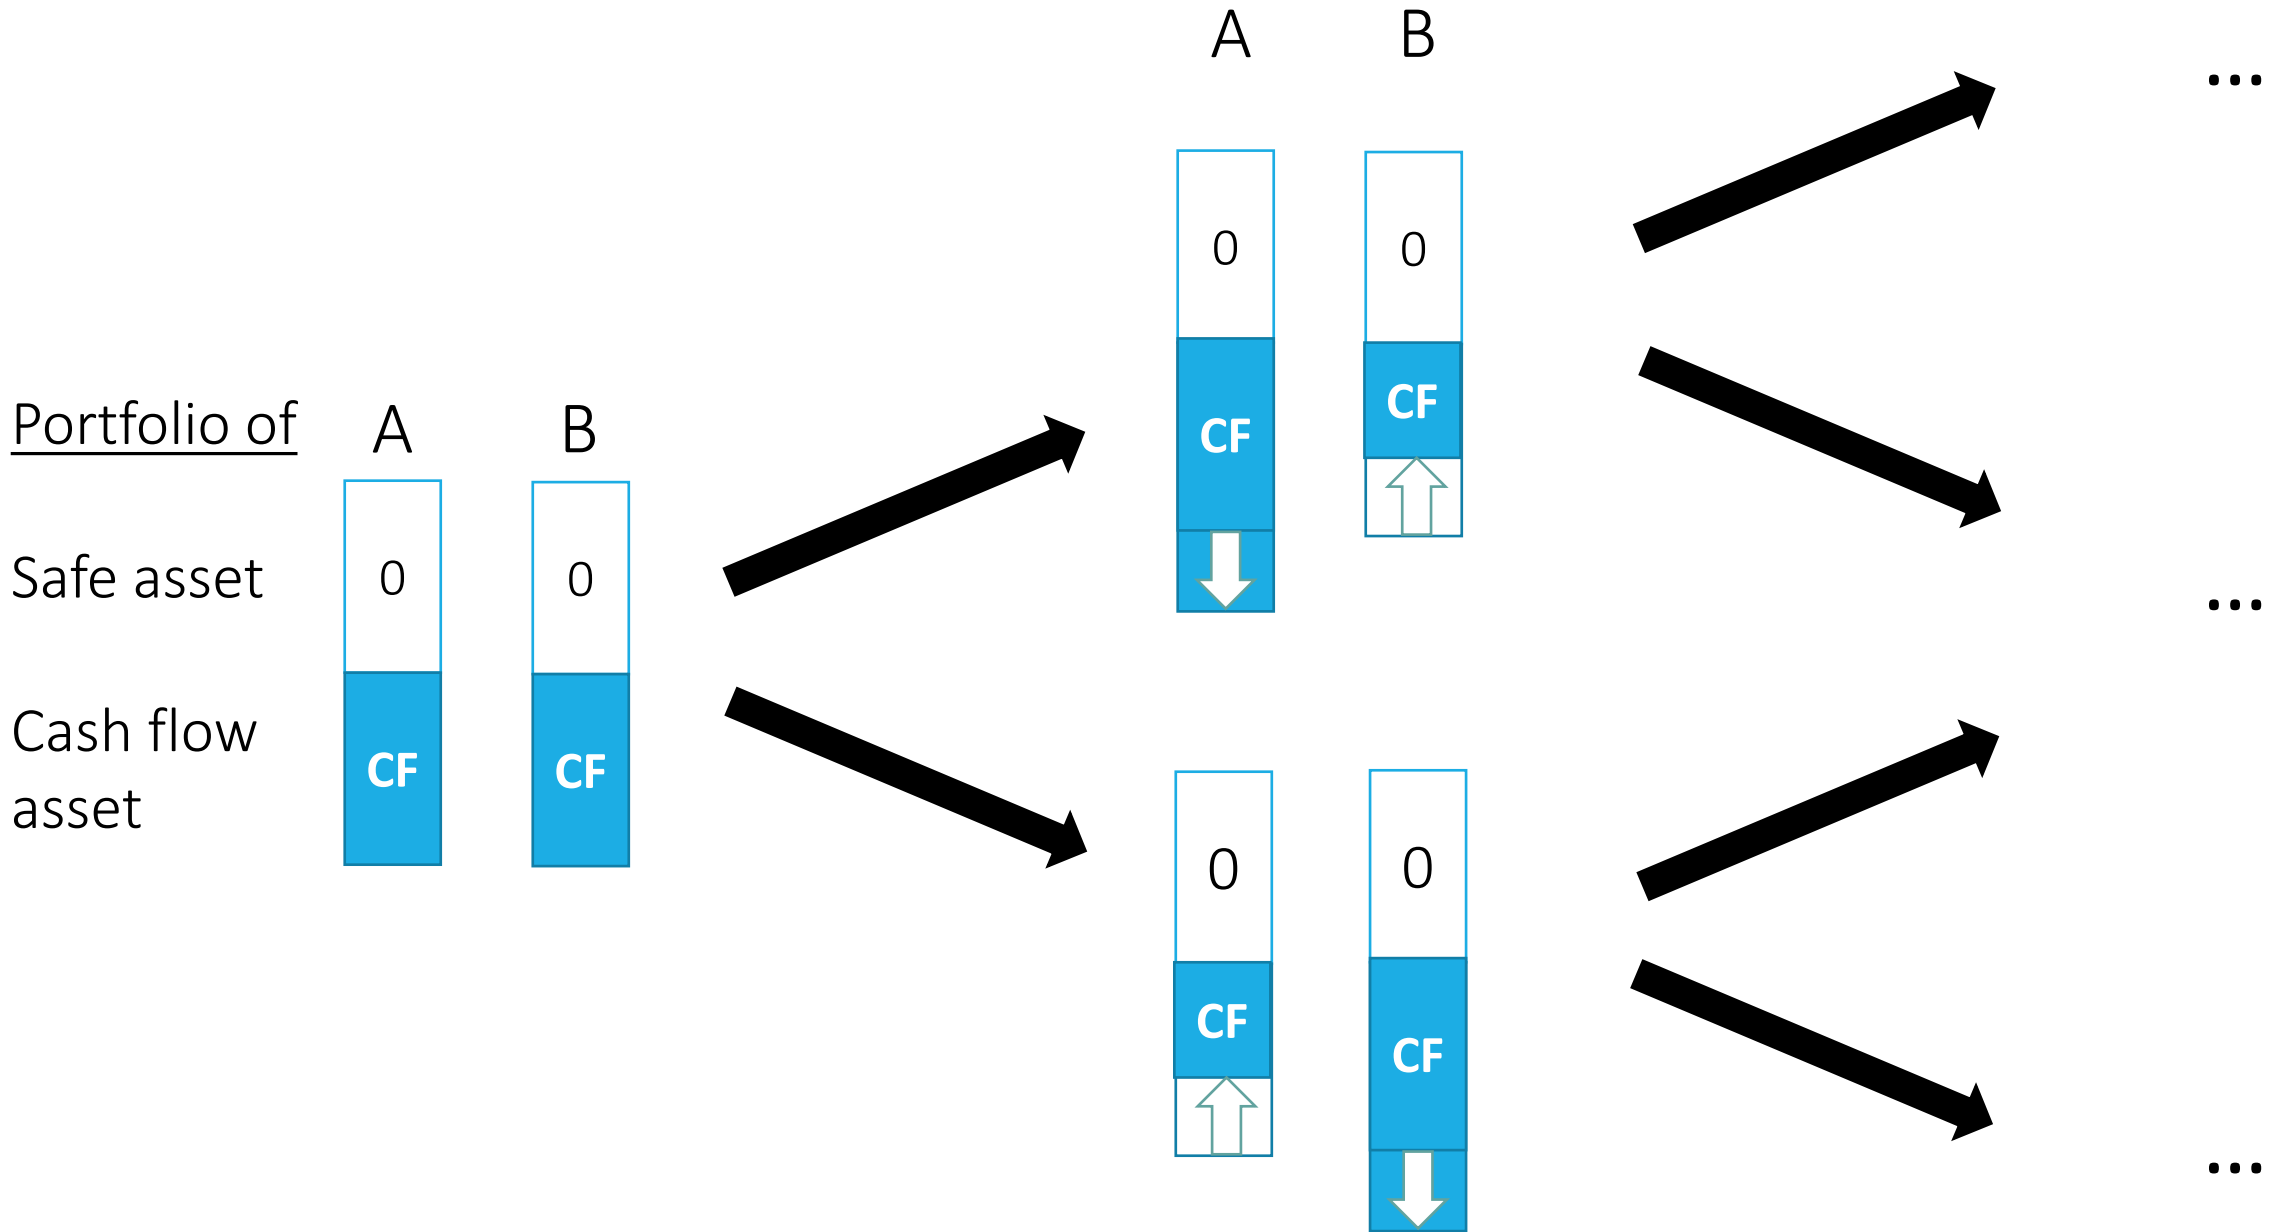 A B
...
0 0
CF CF
Portfolio of A B
Safe asset 0 0
...
Cash flow
asset
CF CF
0 0
CF CF
...